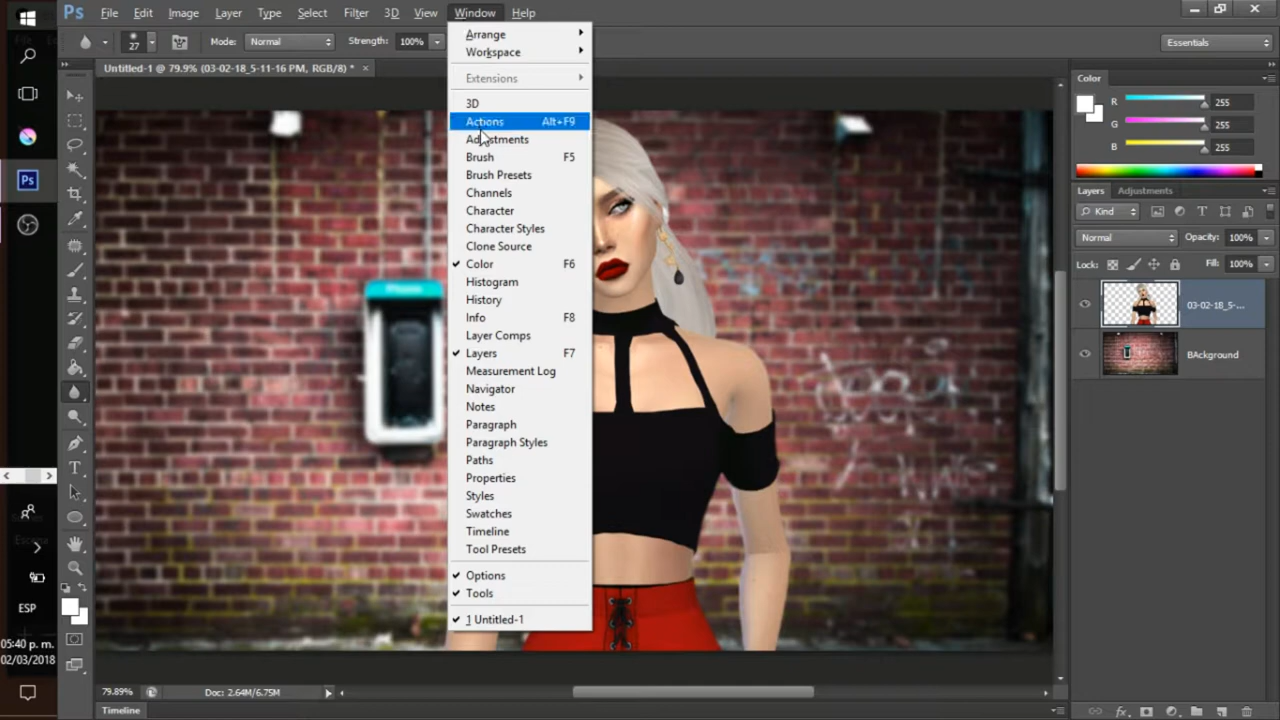 Ps File Edit Image Layer Type Select Filter 3D View Window Help
27 Mode: Normal Strength: 100% Essentials
Untitled-1 @ 79.9% (03-02-18_5-11-16 PM, RGB/8) * ×
Arrange
Workspace
Extensions
3D
Actions Alt+F9
Adjustments
Brush F5
Brush Presets
Channels
Character
Character Styles
Clone Source
Color F6
Histogram
History
Info F8
Layer Comps
Layers F7
Measurement Log
Navigator
Notes
Paragraph
Paragraph Styles
Paths
Properties
Styles
Swatches
Timeline
Tool Presets
Options
Tools
1 Untitled-1
Color
R 255
G 255
B 255
Layers Adjustments
Kind
Normal Opacity: 100%
Lock: Fill: 100%
03-02-18_5-...
BAckground
Phone
Ps
ESP
05:40 p. m.
02/03/2018
79.89% Doc: 2.64M/6.75M
Timeline